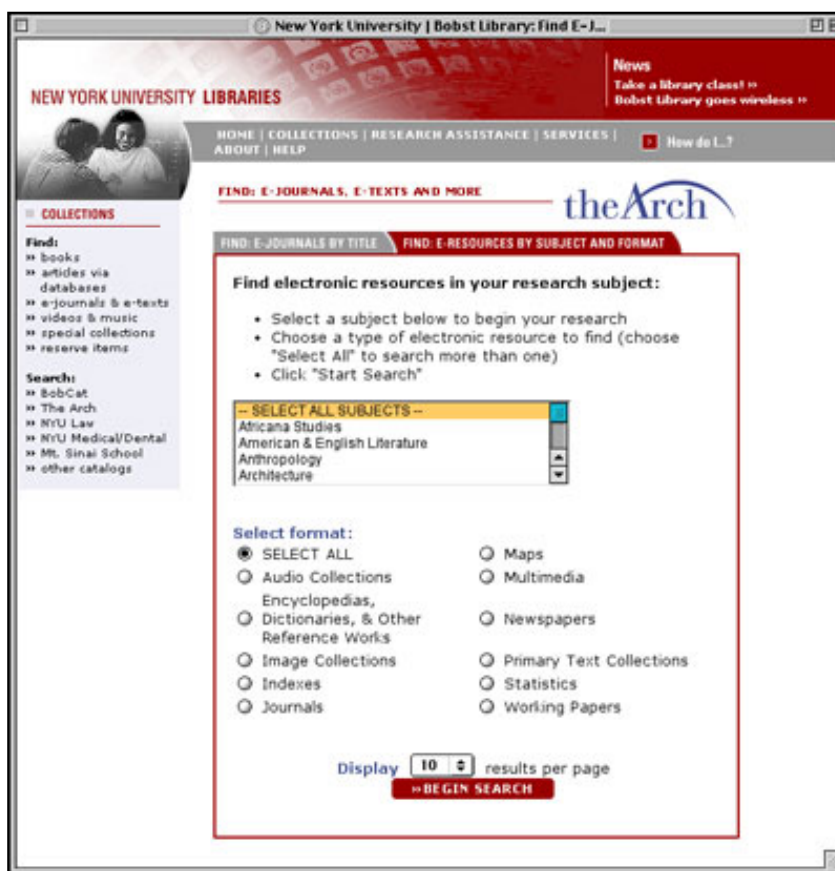 New York University | Bobst Library: Find E-J...
News
Take a library class! »
Bobst Library goes wireless »
NEW YORK UNIVERSITY LIBRARIES
HOME | COLLECTIONS | RESEARCH ASSISTANCE | SERVICES |
ABOUT | HELP
How do I...?
FIND: E-JOURNALS, E-TEXTS AND MORE
theArch
COLLECTIONS
Find:
» books
» articles via
databases
» e-journals & e-texts
» videos & music
» special collections
» reserve items
Search:
» BobCat
» The Arch
» NYU Law
» NYU Medical/Dental
» Mt. Sinai School
» other catalogs
FIND: E-JOURNALS BY TITLE
FIND: E-RESOURCES BY SUBJECT AND FORMAT
Find electronic resources in your research subject:
• Select a subject below to begin your research
• Choose a type of electronic resource to find (choose
"Select All" to search more than one)
• Click "Start Search"
-- SELECT ALL SUBJECTS --
Africana Studies
American & English Literature
Anthropology
Architecture
Select format:
SELECT ALL
Audio Collections
Encyclopedias,
Dictionaries, & Other
Reference Works
Image Collections
Indexes
Journals
Maps
Multimedia
Newspapers
Primary Text Collections
Statistics
Working Papers
Display 10 results per page
»BEGIN SEARCH